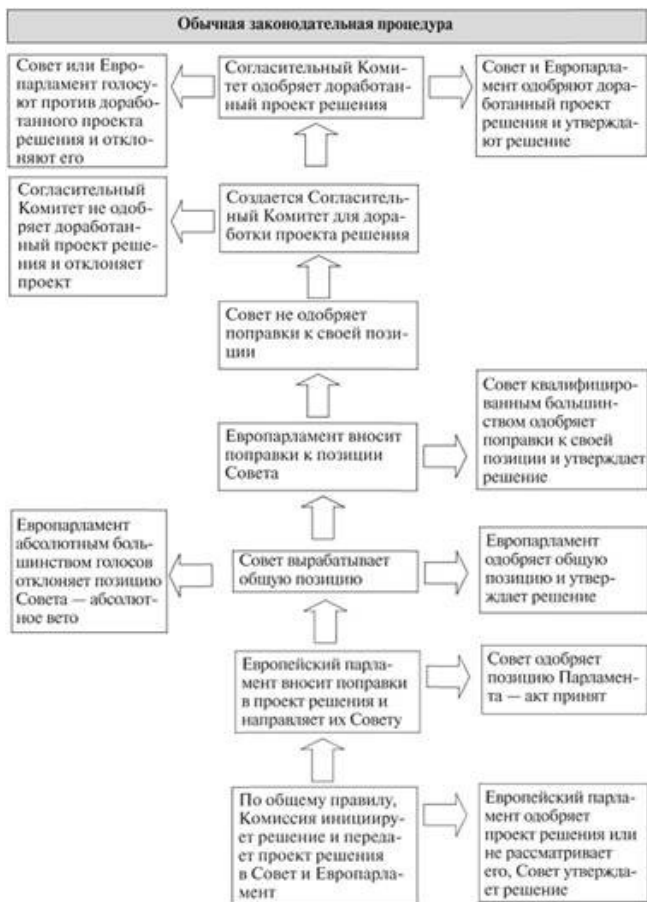 Обычная законодательная процедура
Совет или Евро-
парламент голосу-
ют против дорабо-
танного проекта
решения и откло-
няют его
Согласительный Коми-
тет одобряет доработан-
ный проект решения
Совет и Европарла-
мент одобряют дора-
ботанный проект
решения и утвержда-
ют решение
Согласительный
Комитет не одоб-
ряет доработан-
ный проект реше-
ния и отклоняет
проект
Создается Согласитель-
ный Комитет для дора-
ботки проекта решения
Совет не одобряет
поправки к своей пози-
ции
Европарламент вносит
поправки к позиции
Совета
Совет квалифициро-
ванным большин-
ством одобряет
поправки к своей
позиции и утверждает
решение
Европарламент
абсолютным боль-
шинством голосов
отклоняет позицию
Совета — абсолют-
ное вето
Совет вырабатывает
общую позицию
Европарламент
одобряет общую
позицию и утвер-
ждает решение
Европейский парла-
мент вносит поправки
в проект решения и
направляет их Совету
Совет одобряет
позицию Парламен-
та — акт принят
По общему правилу,
Комиссия иницииру-
ет решение и переда-
ет проект решения
в Совет и Европарла-
мент
Европейский парла-
мент одобряет
проект решения или
не рассматривает
его, Совет утвержда-
ет решение